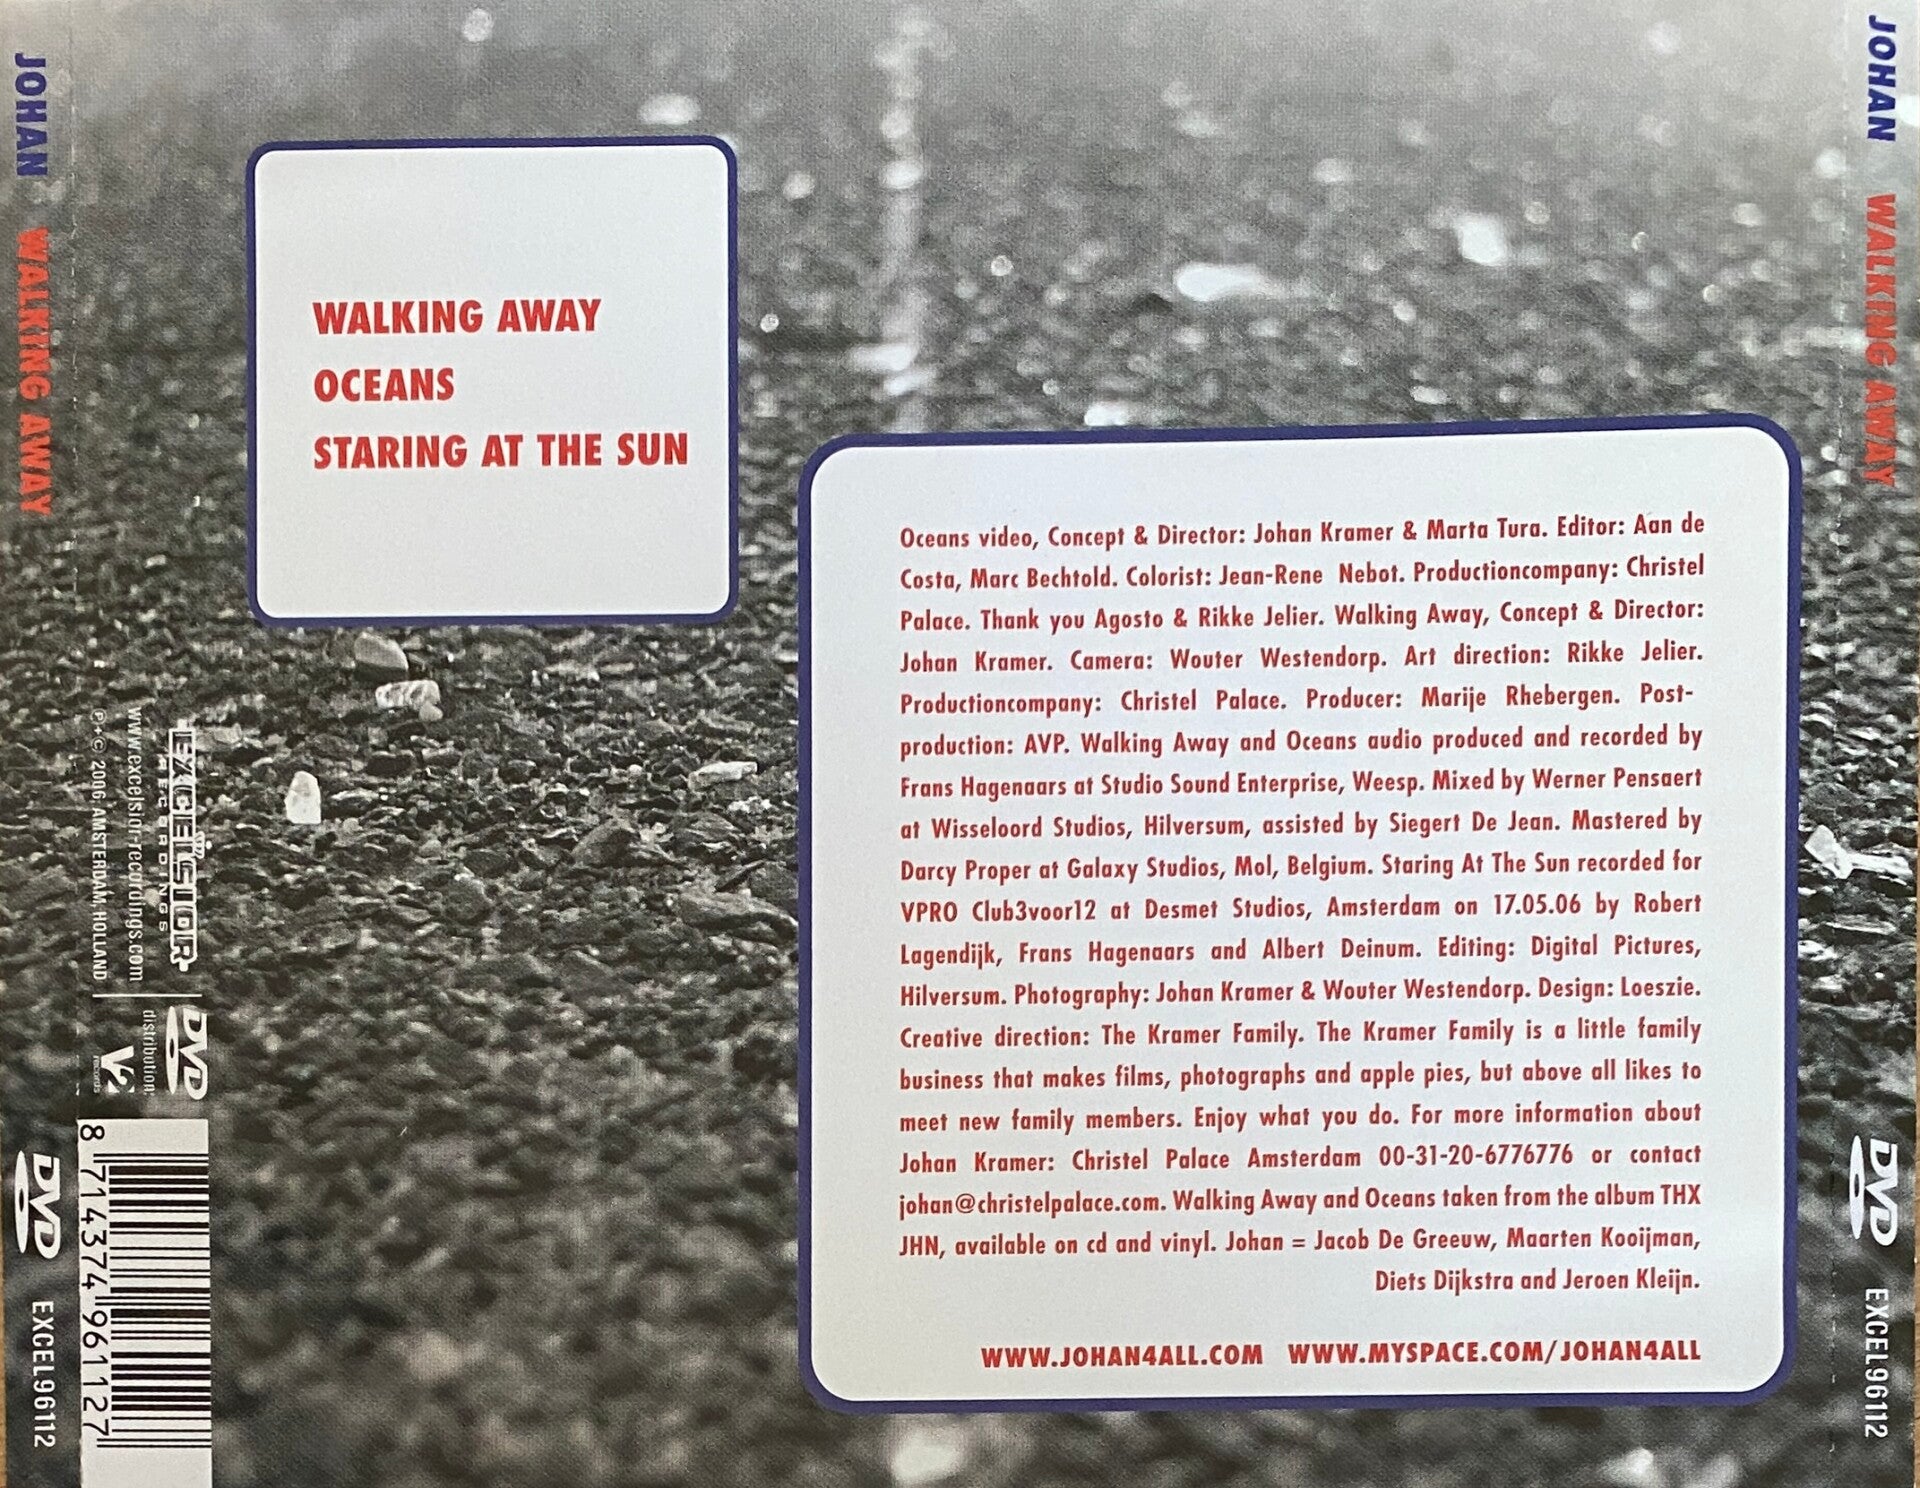 JOHAN WALKING AWAY
WALKING AWAY
OCEANS
STARING AT THE SUN
Oceans video, Concept & Director: Johan Kramer & Marta Tura. Editor: Aan de
Costa, Marc Bechtold. Colorist: Jean-Rene Nebot. Productioncompany: Christel
Palace. Thank you Agosto & Rikke Jelier. Walking Away, Concept & Director:
Johan Kramer. Camera: Wouter Westendorp. Art direction: Rikke Jelier.
Productioncompany: Christel Palace. Producer: Marije Rhebergen. Post-
production: AVP. Walking Away and Oceans audio produced and recorded by
Frans Hagenaars at Studio Sound Enterprise, Weesp. Mixed by Werner Pensaert
at Wisseloord Studios, Hilversum, assisted by Siegert De Jean. Mastered by
Darcy Proper at Galaxy Studios, Mol, Belgium. Staring At The Sun recorded for
VPRO Club3voor12 at Desmet Studios, Amsterdam on 17.05.06 by Robert
Lagendijk, Frans Hagenaars and Albert Deinum. Editing: Digital Pictures,
Hilversum. Photography: Johan Kramer & Wouter Westendorp. Design: Loeszie.
Creative direction: The Kramer Family. The Kramer Family is a little family
business that makes films, photographs and apple pies, but above all likes to
meet new family members. Enjoy what you do. For more information about
Johan Kramer: Christel Palace Amsterdam 00-31-20-6776776 or contact
johan@christelpalace.com. Walking Away and Oceans taken from the album THX
JHN, available on cd and vinyl. Johan = Jacob De Greeuw, Maarten Kooijman,
Diets Dijkstra and Jeroen Kleijn.
WWW.JOHAN4ALL.COM WWW.MYSPACE.COM/JOHAN4ALL
EXCELSIOR
RECORDINGS
www.excelsior-recordings.com
P+© 2006 AMSTERDAM, HOLLAND
DVD
distribution:
V2
records
8 714374 961127
DVD
EXCEL96112
JOHAN WALKING AWAY
DVD
EXCEL96112